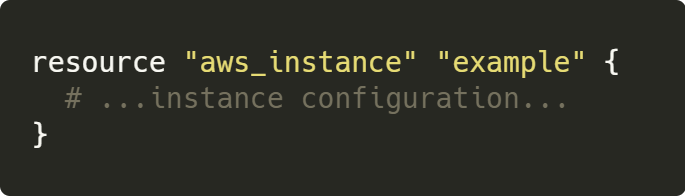 resource "aws_instance" "example" {
  # ...instance configuration...
}